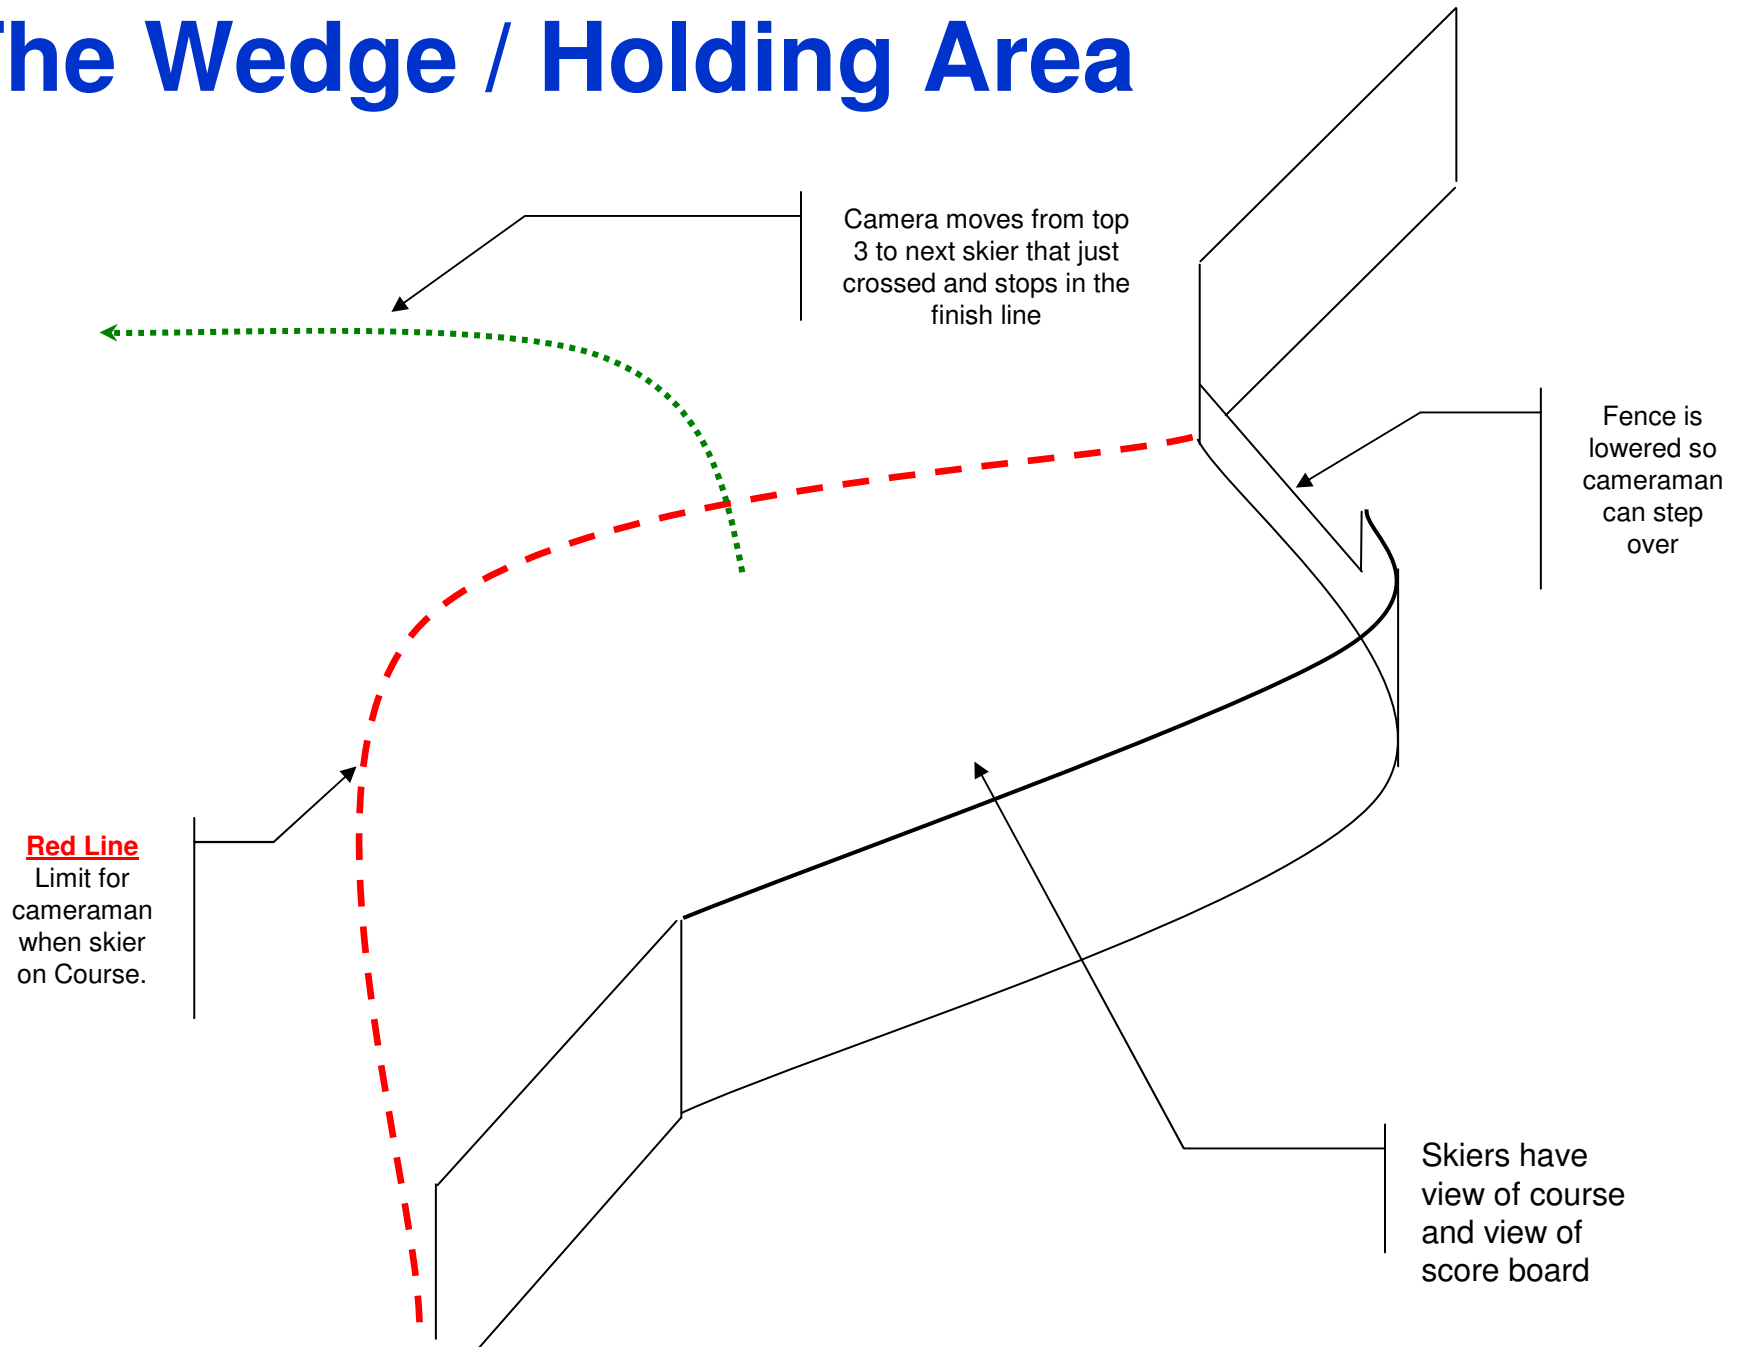 The Wedge / Holding Area
Camera moves from top
3 to next skier that just
crossed and stops in the
finish line
Fence is
lowered so
cameraman
can step
over
Red Line
Limit for
cameraman
when skier
on Course.
Skiers have
view of course
and view of
score board